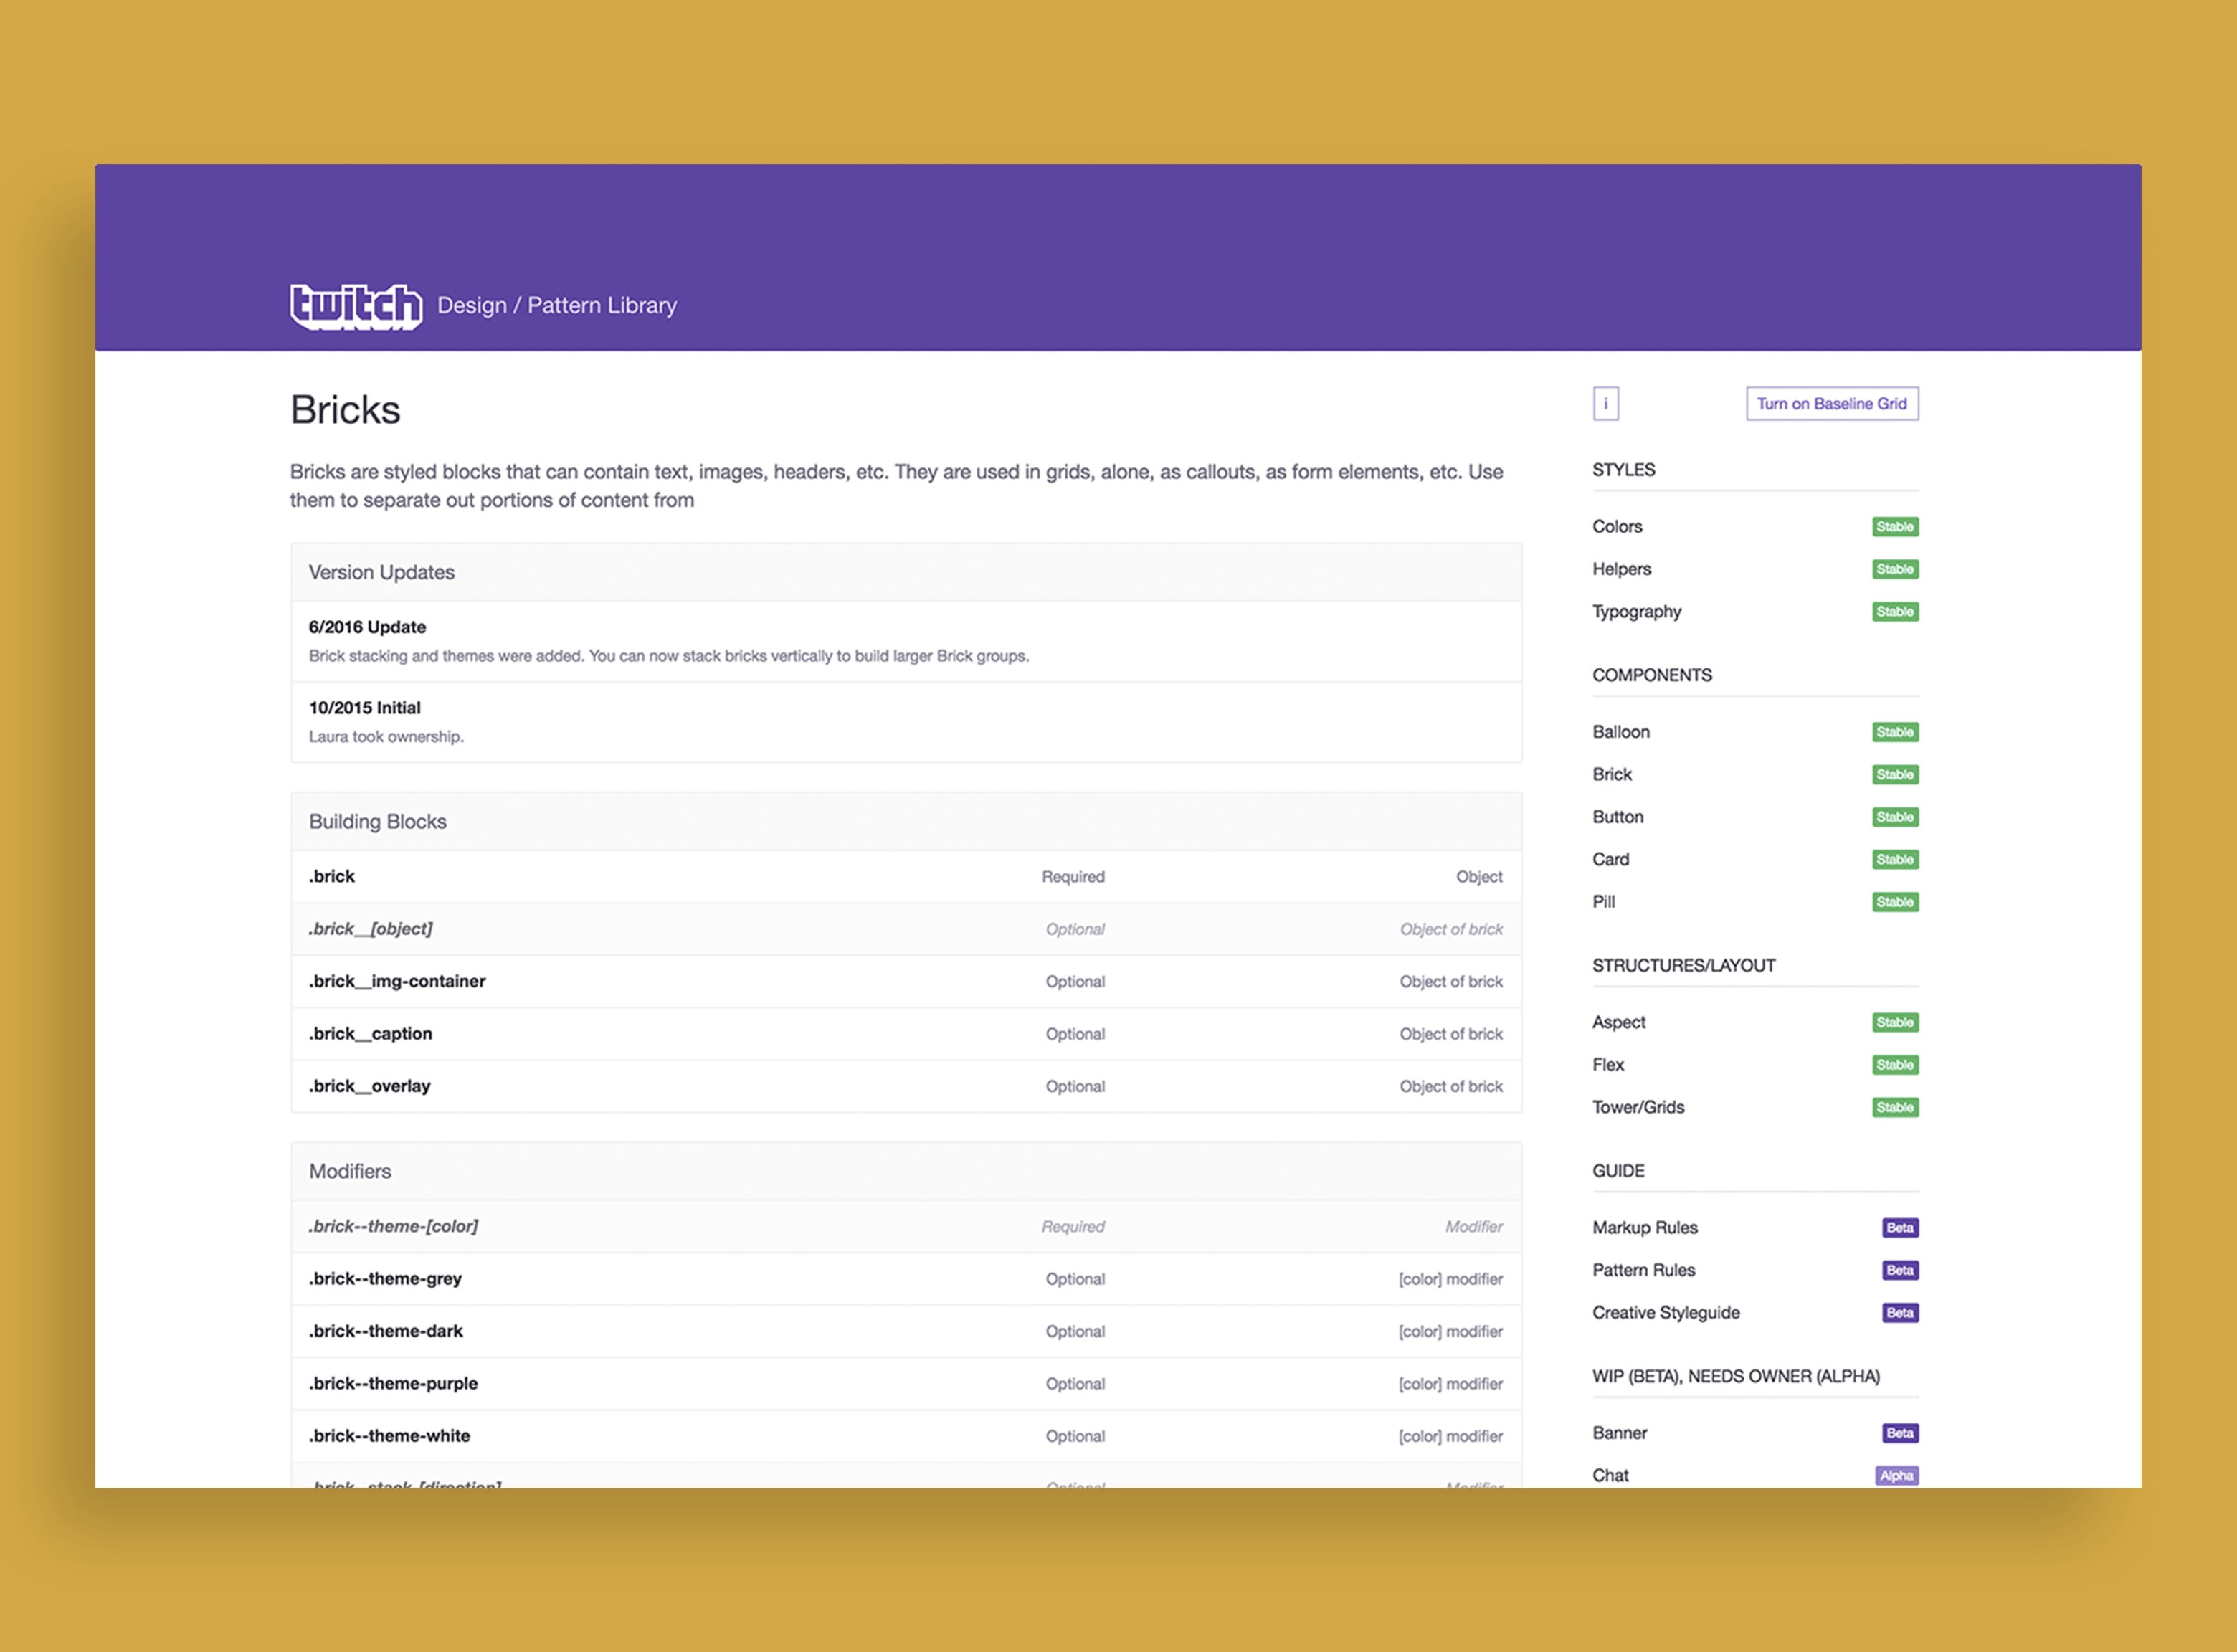 twitch Design / Pattern Library
Bricks
Bricks are styled blocks that can contain text, images, headers, etc. They are used in grids, alone, as callouts, as form elements, etc. Use
them to separate out portions of content from
Version Updates
6/2016 Update
Brick stacking and themes were added. You can now stack bricks vertically to build larger Brick groups.
10/2015 Initial
Laura took ownership.
Building Blocks
.brick Required Object
.brick__[object] Optional Object of brick
.brick__img-container Optional Object of brick
.brick__caption Optional Object of brick
.brick__overlay Optional Object of brick
Modifiers
.brick--theme-[color] Required Modifier
.brick--theme-grey Optional [color] modifier
.brick--theme-dark Optional [color] modifier
.brick--theme-purple Optional [color] modifier
.brick--theme-white Optional [color] modifier
.brick--stack-[direction] Optional Modifier
i Turn on Baseline Grid
STYLES
Colors Stable
Helpers Stable
Typography Stable
COMPONENTS
Balloon Stable
Brick Stable
Button Stable
Card Stable
Pill Stable
STRUCTURES/LAYOUT
Aspect Stable
Flex Stable
Tower/Grids Stable
GUIDE
Markup Rules Beta
Pattern Rules Beta
Creative Styleguide Beta
WIP (BETA), NEEDS OWNER (ALPHA)
Banner Beta
Chat Alpha